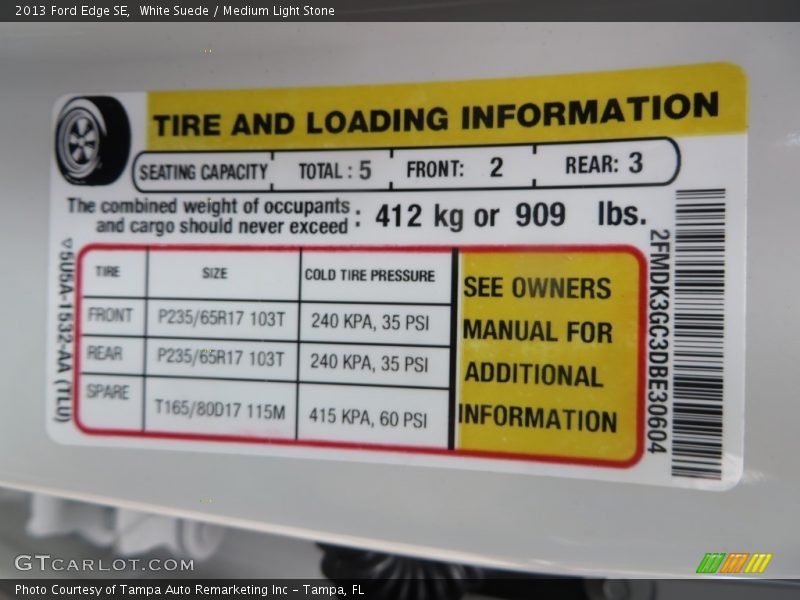 2013 Ford Edge SE,  White Suede / Medium Light Stone
TIRE AND LOADING INFORMATION
SEATING CAPACITY TOTAL : 5 FRONT: 2 REAR: 3
The combined weight of occupants
and cargo should never exceed : 412 kg or 909 lbs.
TIRE SIZE COLD TIRE PRESSURE
FRONT P235/65R17 103T 240 KPA, 35 PSI
REAR P235/65R17 103T 240 KPA, 35 PSI
SPARE T165/80D17 115M 415 KPA, 60 PSI
SEE OWNERS
MANUAL FOR
ADDITIONAL
INFORMATION
5U5A-1532-AA (TLU)
2FMDK3GC3DBE30604
GTCARLOT.COM
Photo Courtesy of Tampa Auto Remarketing Inc - Tampa, FL